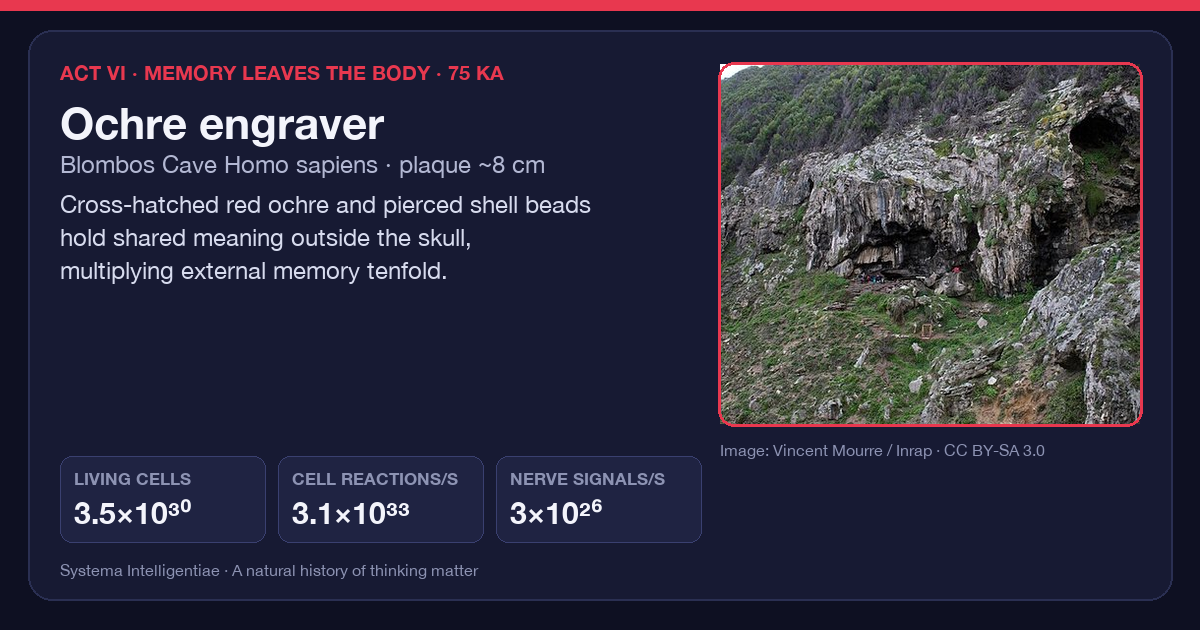 ACT VI · MEMORY LEAVES THE BODY · 75 KA
Ochre engraver
Blombos Cave Homo sapiens · plaque ~8 cm
Cross-hatched red ochre and pierced shell beads
hold shared meaning outside the skull,
multiplying external memory tenfold.
Image: Vincent Mourre / Inrap · CC BY-SA 3.0
LIVING CELLS
3.5×10³⁰
CELL REACTIONS/S
3.1×10³³
NERVE SIGNALS/S
3×10²⁶
Systema Intelligentiae · A natural history of thinking matter